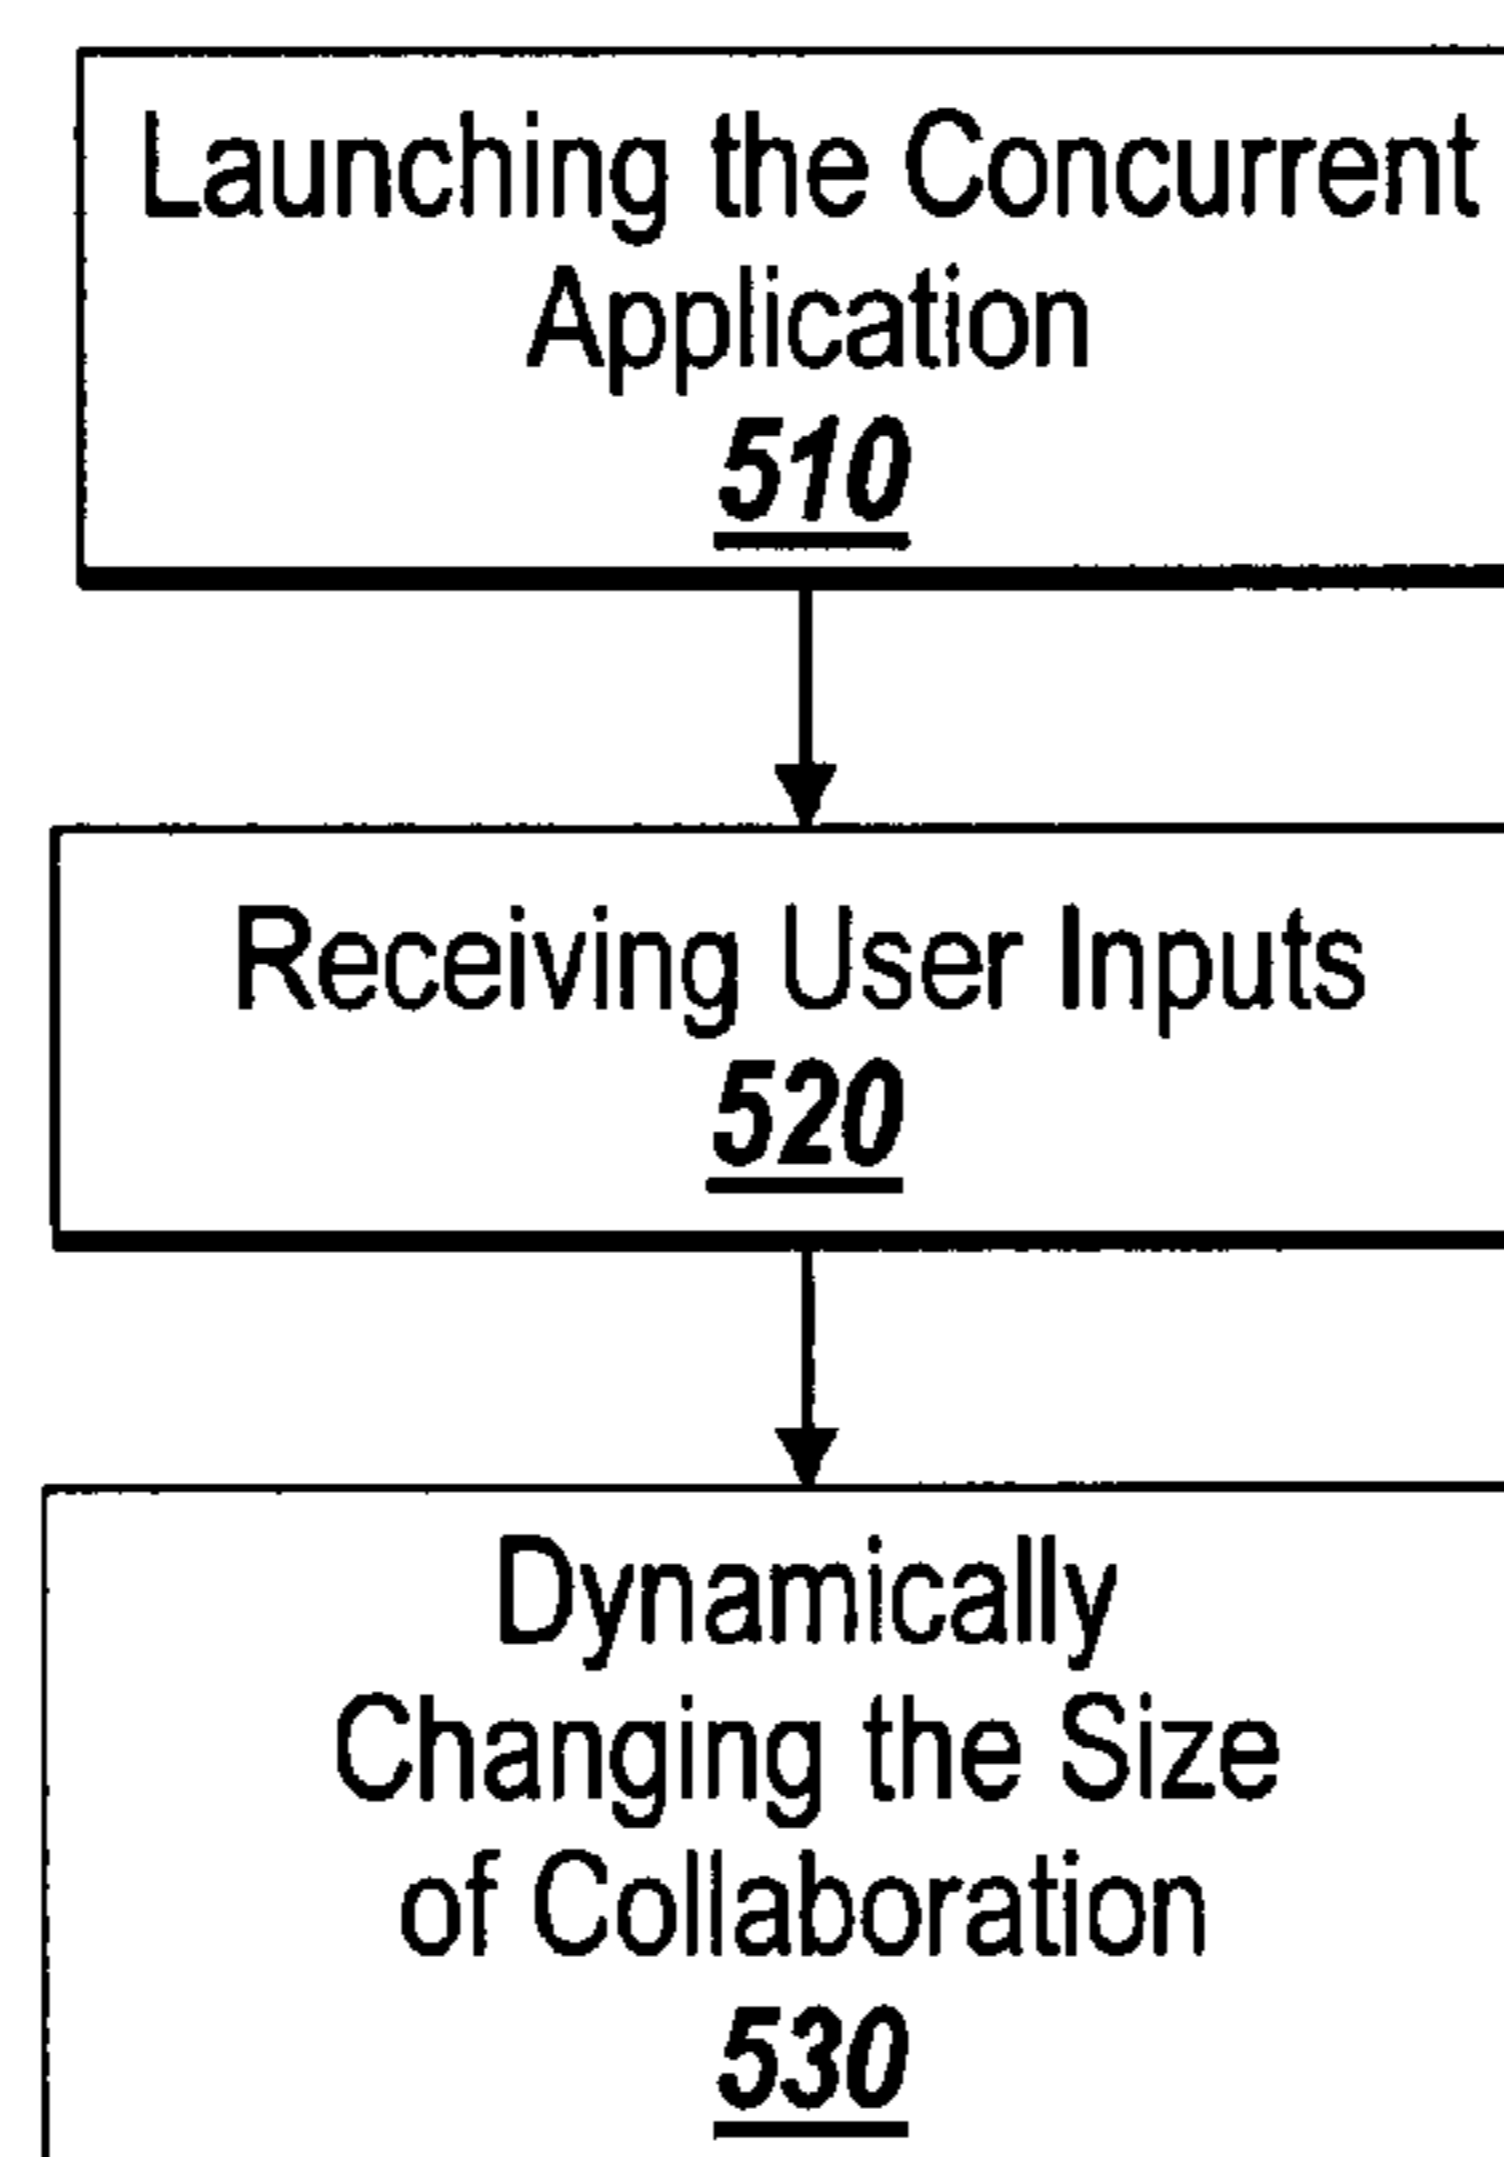 Launching the Concurrent
Application
510
Receiving User Inputs
520
Dynamically
Changing the Size
of Collaboration
530